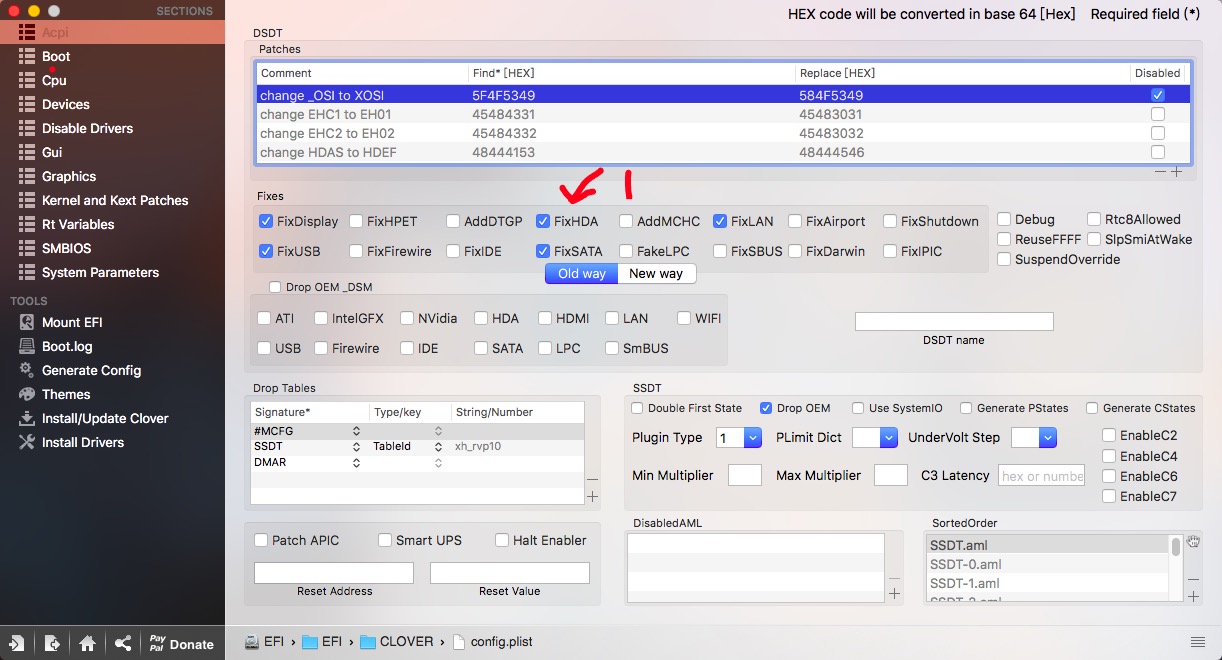 SECTIONS
Acpi
Boot
Cpu
Devices
Disable Drivers
Gui
Graphics
Kernel and Kext Patches
Rt Variables
SMBIOS
System Parameters
TOOLS
Mount EFI
Boot.log
Generate Config
Themes
Install/Update Clover
Install Drivers
Pay Pal Donate
HEX code will be converted in base 64 [Hex] Required field (*)
DSDT
Patches
Comment Find* [HEX] Replace [HEX] Disabled
change _OSI to XOSI 5F4F5349 584F5349
change EHC1 to EH01 45484331 45483031
change EHC2 to EH02 45484332 45483032
change HDAS to HDEF 48444153 48444546
Fixes
FixDisplay FixHPET AddDTGP FixHDA AddMCHC FixLAN FixAirport FixShutdown Debug Rtc8Allowed
FixUSB FixFirewire FixIDE FixSATA FakeLPC FixSBUS FixDarwin FixIPIC ReuseFFFF SlpSmiAtWake
SuspendOverride
Old way New way
Drop OEM _DSM
ATI IntelGFX NVidia HDA HDMI LAN WIFI
USB Firewire IDE SATA LPC SmBUS
DSDT name
Drop Tables
Signature* Type/key String/Number
#MCFG
SSDT TableId xh_rvp10
DMAR
SSDT
Double First State Drop OEM Use SystemIO Generate PStates Generate CStates
Plugin Type 1 PLimit Dict UnderVolt Step EnableC2
EnableC4
Min Multiplier Max Multiplier C3 Latency hex or numbe EnableC6
EnableC7
Patch APIC Smart UPS Halt Enabler
Reset Address Reset Value
DisabledAML
SortedOrder
SSDT.aml
SSDT-0.aml
SSDT-1.aml
SSDT-2.aml
EFI › EFI › CLOVER › config.plist